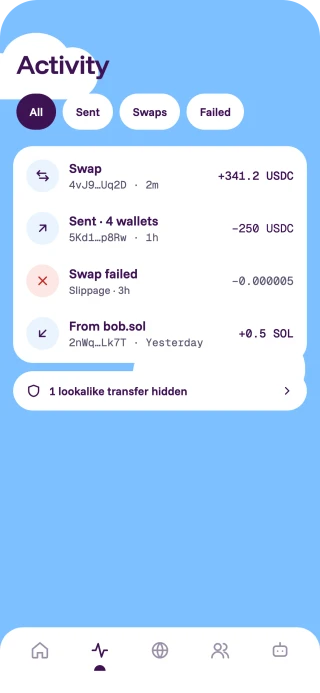 Activity
All
Sent
Swaps
Failed
Swap
+341.2 USDC
4vJ9…Uq2D · 2m
Sent · 4 wallets
−250 USDC
5Kd1…p8Rw · 1h
Swap failed
−0.000005
Slippage · 3h
From bob.sol
+0.5 SOL
2nWq…Lk7T · Yesterday
1 lookalike transfer hidden